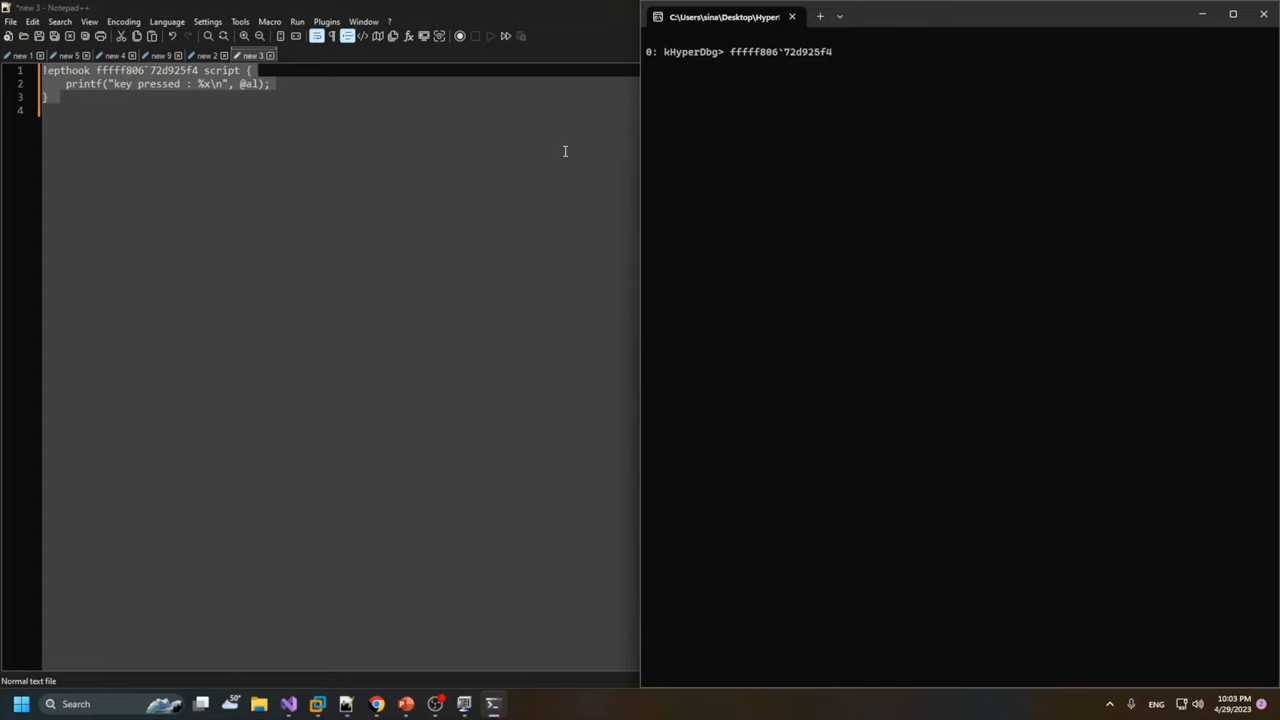 *new 3 - Notepad++
File Edit Search View Encoding Language Settings Tools Macro Run Plugins Window ?
new 1 new 5 new 4 new 9 new 2 new 3
1 !epthook fffff806`72d925f4 script {
2 printf("key pressed : %x\n", @al);
3 }
4
Normal text file
C:\Users\sina\Desktop\Hyper
0: kHyperDbg> fffff806`72d925f4
Search
50°
ENG
10:03 PM
4/29/2023
2